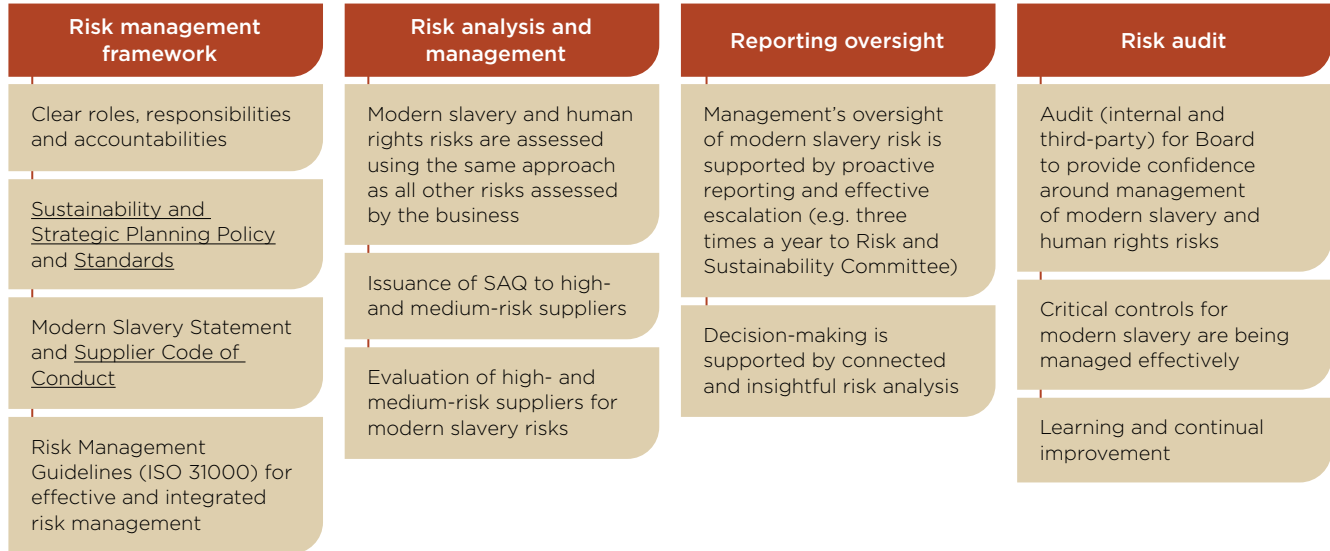 Risk management
framework
Clear roles, responsibilities
and accountabilities
Sustainability and
Strategic Planning Policy
and Standards
Modern Slavery Statement
and Supplier Code of
Conduct
Risk Management
Guidelines (ISO 31000) for
effective and integrated
risk management
Risk analysis and
management
Modern slavery and human
rights risks are assessed
using the same approach
as all other risks assessed
by the business
Issuance of SAQ to high-
and medium-risk suppliers
Evaluation of high- and
medium-risk suppliers for
modern slavery risks
Reporting oversight
Management’s oversight
of modern slavery risk is
supported by proactive
reporting and effective
escalation (e.g. three
times a year to Risk and
Sustainability Committee)
Decision-making is
supported by connected
and insightful risk analysis
Risk audit
Audit (internal and
third-party) for Board
to provide confidence
around management
of modern slavery and
human rights risks
Critical controls for
modern slavery are being
managed effectively
Learning and continual
improvement